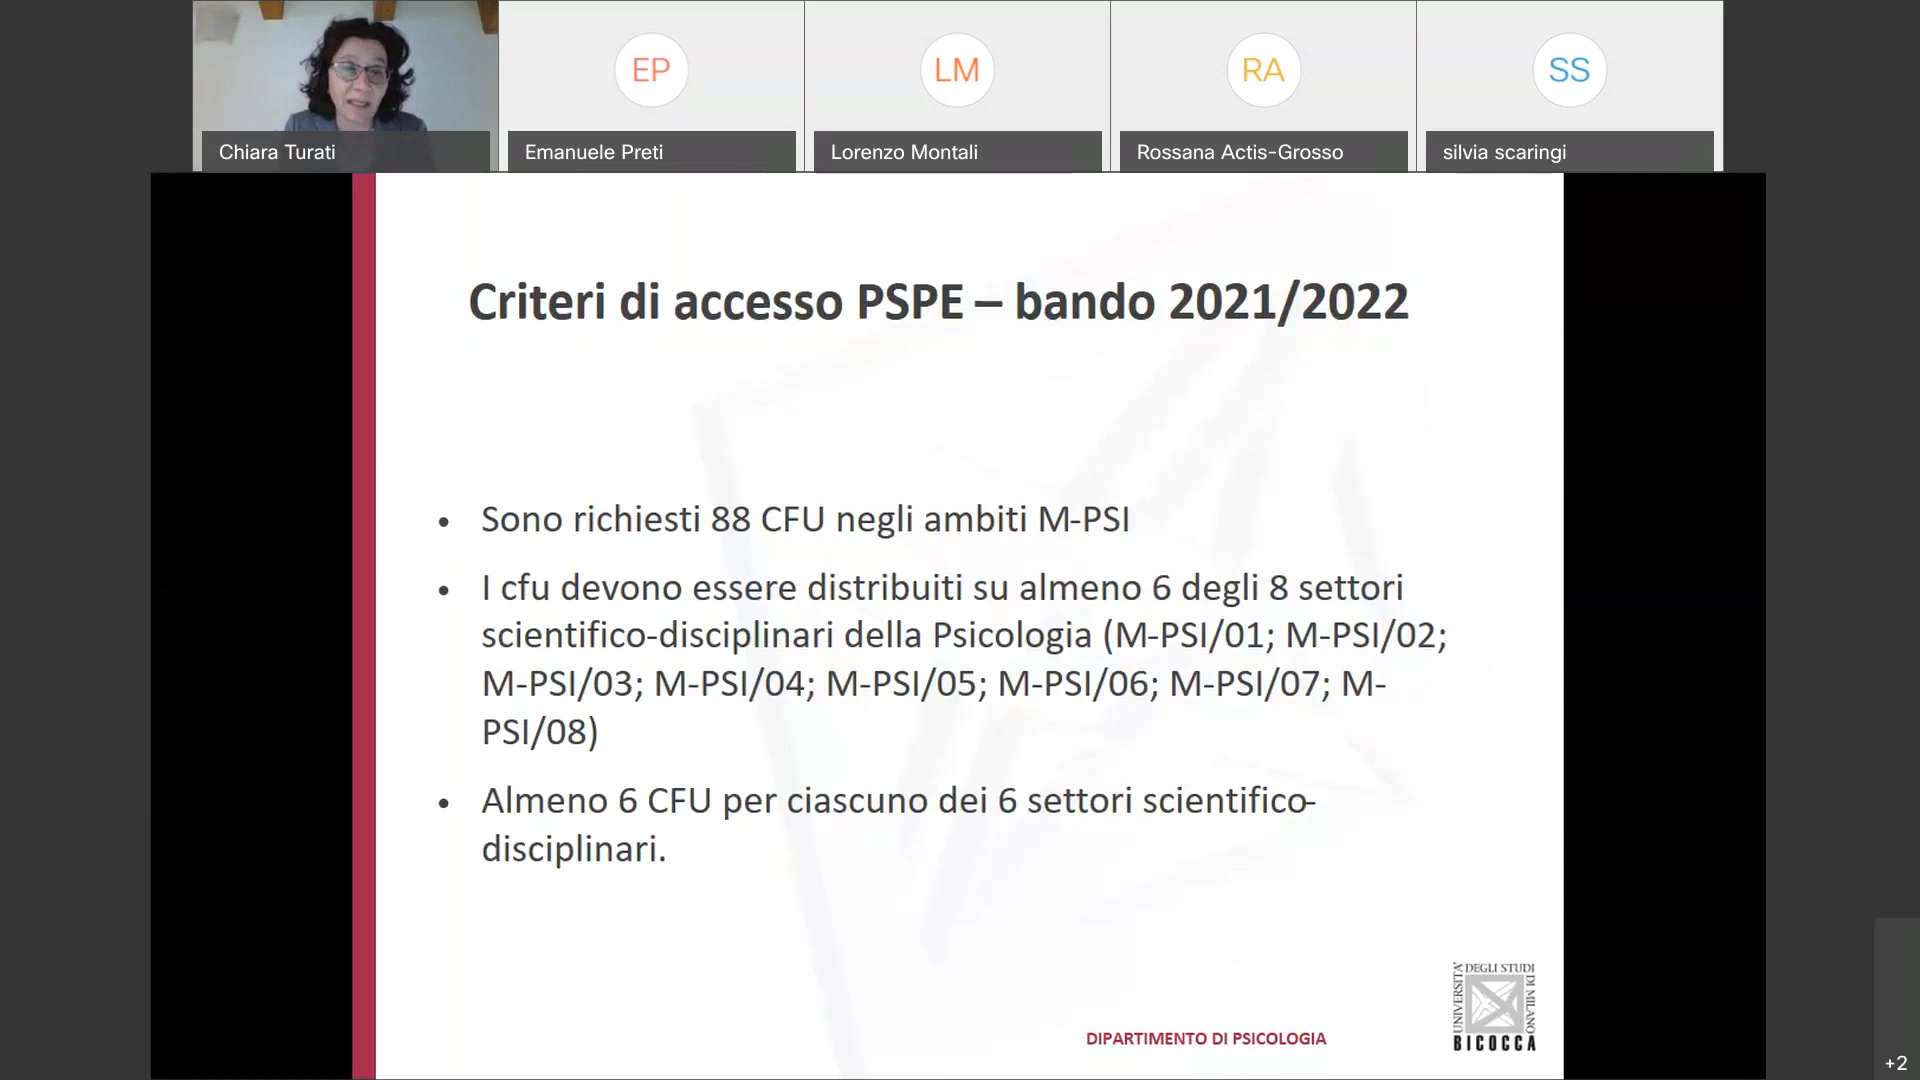 EP
LM
RA
SS
Chiara Turati
Emanuele Preti
Lorenzo Montali
Rossana Actis-Grosso
silvia scaringi
Criteri di accesso PSPE – bando 2021/2022
• Sono richiesti 88 CFU negli ambiti M-PSI
• I cfu devono essere distribuiti su almeno 6 degli 8 settori
scientifico-disciplinari della Psicologia (M-PSI/01; M-PSI/02;
M-PSI/03; M-PSI/04; M-PSI/05; M-PSI/06; M-PSI/07; M-
PSI/08)
• Almeno 6 CFU per ciascuno dei 6 settori scientifico-
disciplinari.
DIPARTIMENTO DI PSICOLOGIA
UNIVERSITA'
DEGLI STUDI
DI MILANO
BICOCCA
+2